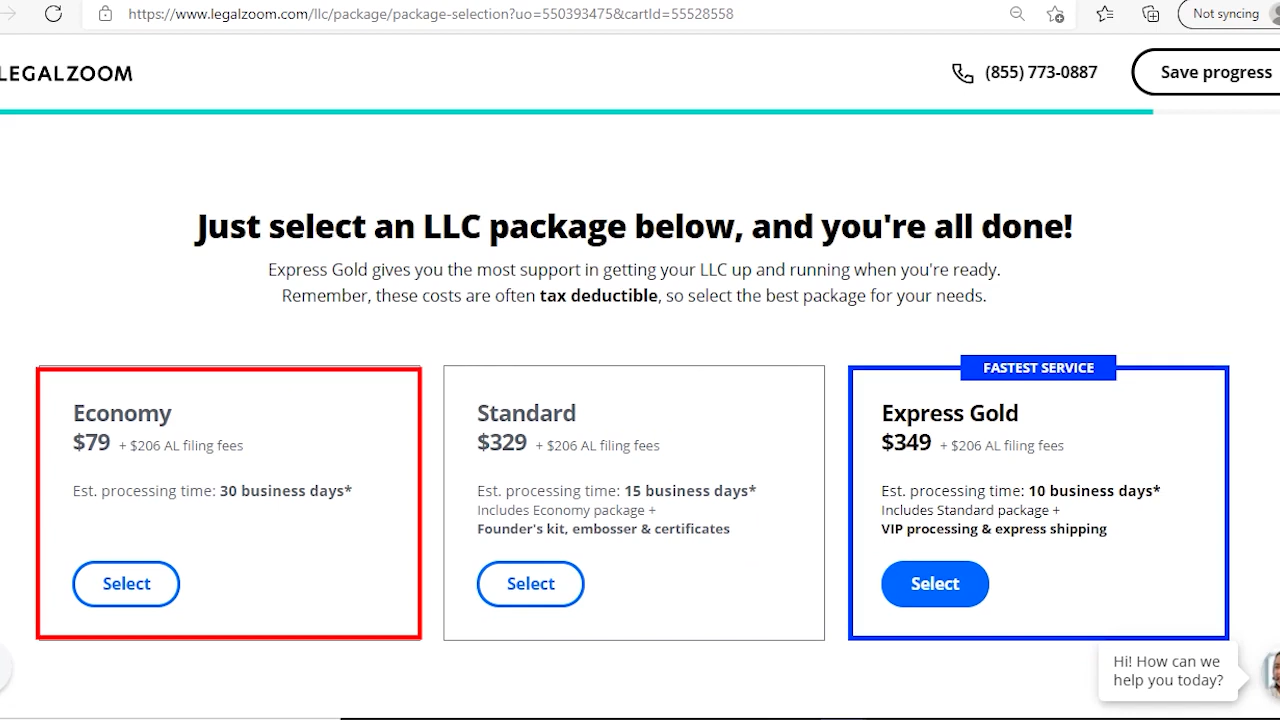 https://www.legalzoom.com/llc/package/package-selection?uo=550393475&cartId=55528558
Not syncing
LEGALZOOM
(855) 773-0887
Save progress
Just select an LLC package below, and you're all done!
Express Gold gives you the most support in getting your LLC up and running when you're ready.
Remember, these costs are often tax deductible, so select the best package for your needs.
Economy
$79 + $206 AL filing fees
Est. processing time: 30 business days*
Select
Standard
$329 + $206 AL filing fees
Est. processing time: 15 business days*
Includes Economy package +
Founder's kit, embosser & certificates
Select
FASTEST SERVICE
Express Gold
$349 + $206 AL filing fees
Est. processing time: 10 business days*
Includes Standard package +
VIP processing & express shipping
Select
Hi! How can we
help you today?